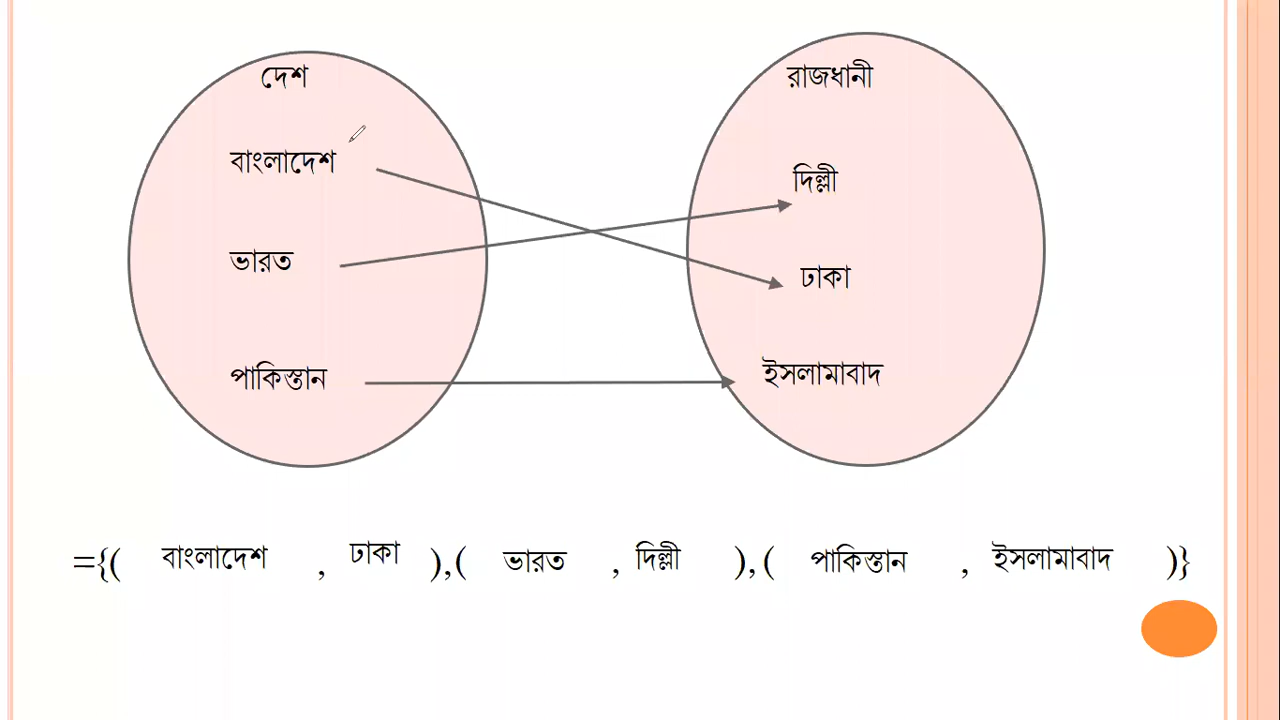 দেশ
বাংলাদেশ
ভারত
পাকিস্তান
রাজধানী
দিল্লী
ঢাকা
ইসলামাবাদ
={( বাংলাদেশ , ঢাকা ),( ভারত , দিল্লী ),( পাকিস্তান , ইসলামাবাদ )}